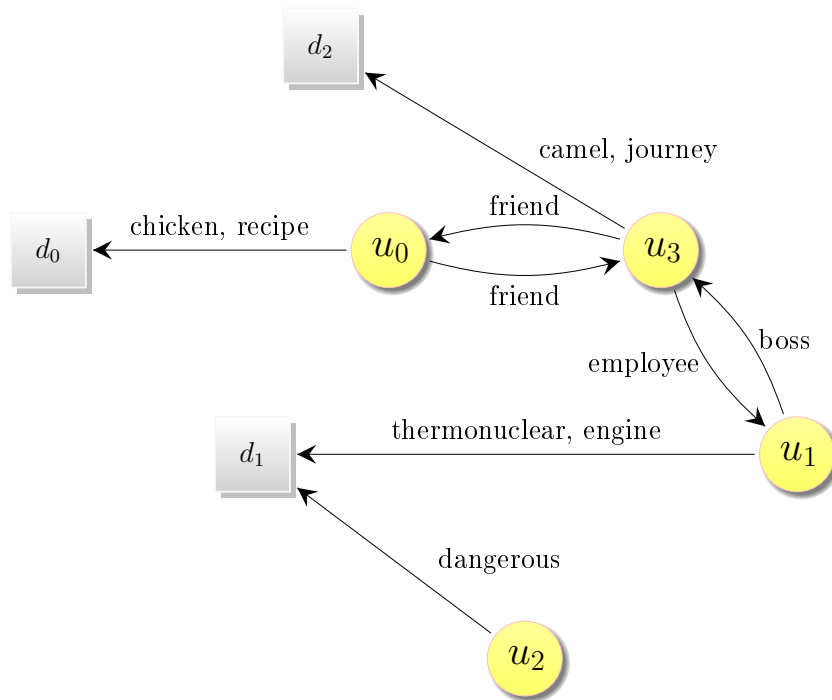 d₂
camel, journey
friend
chicken, recipe
d₀
u₀
u₃
friend
boss
employee
thermonuclear, engine
d₁
u₁
dangerous
u₂